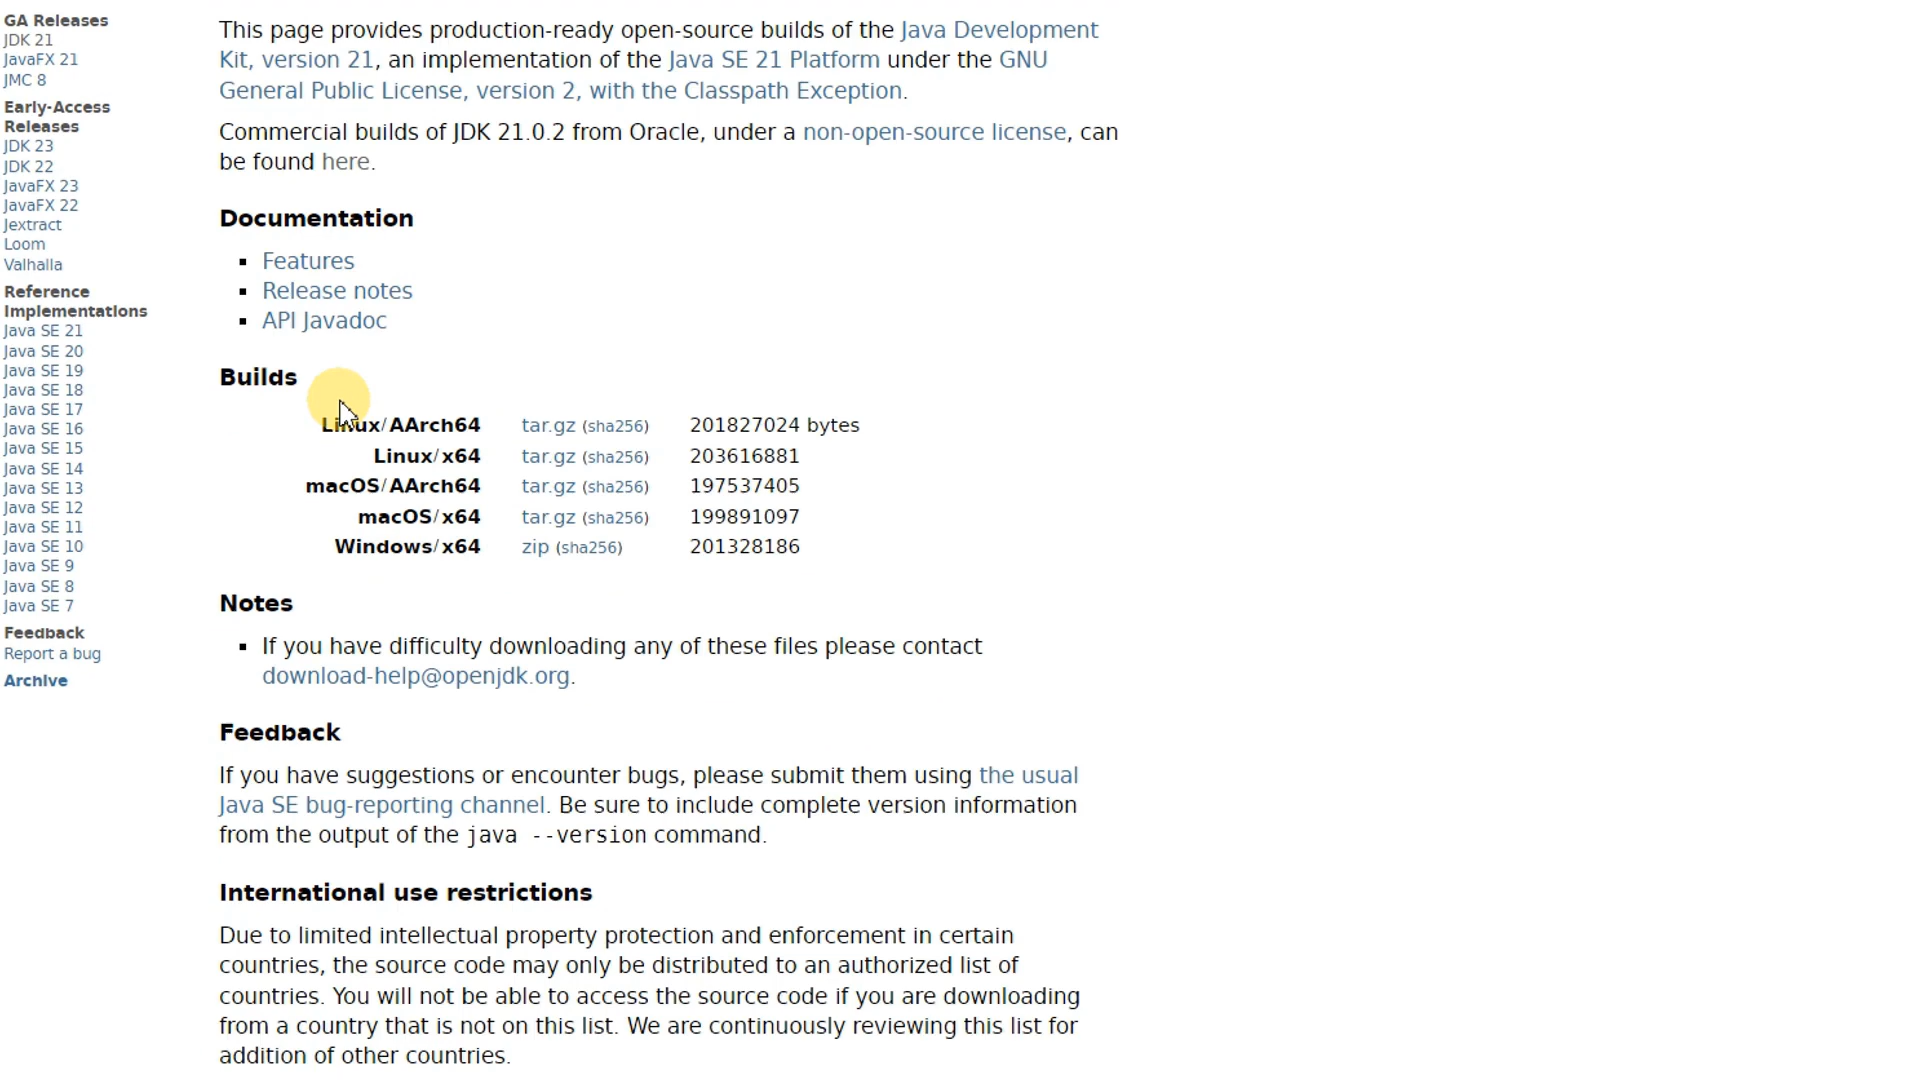 GA Releases
JDK 21
JavaFX 21
JMC 8
Early-Access
Releases
JDK 23
JDK 22
JavaFX 23
JavaFX 22
Jextract
Loom
Valhalla
Reference
Implementations
Java SE 21
Java SE 20
Java SE 19
Java SE 18
Java SE 17
Java SE 16
Java SE 15
Java SE 14
Java SE 13
Java SE 12
Java SE 11
Java SE 10
Java SE 9
Java SE 8
Java SE 7
Feedback
Report a bug
Archive
This page provides production-ready open-source builds of the Java Development
Kit, version 21, an implementation of the Java SE 21 Platform under the GNU
General Public License, version 2, with the Classpath Exception.
Commercial builds of JDK 21.0.2 from Oracle, under a non-open-source license, can
be found here.
Documentation
▪ Features
▪ Release notes
▪ API Javadoc
Builds
Linux/AArch64 tar.gz (sha256) 201827024 bytes
Linux/x64 tar.gz (sha256) 203616881
macOS/AArch64 tar.gz (sha256) 197537405
macOS/x64 tar.gz (sha256) 199891097
Windows/x64 zip (sha256) 201328186
Notes
▪ If you have difficulty downloading any of these files please contact
download-help@openjdk.org.
Feedback
If you have suggestions or encounter bugs, please submit them using the usual
Java SE bug-reporting channel. Be sure to include complete version information
from the output of the java --version command.
International use restrictions
Due to limited intellectual property protection and enforcement in certain
countries, the source code may only be distributed to an authorized list of
countries. You will not be able to access the source code if you are downloading
from a country that is not on this list. We are continuously reviewing this list for
addition of other countries.